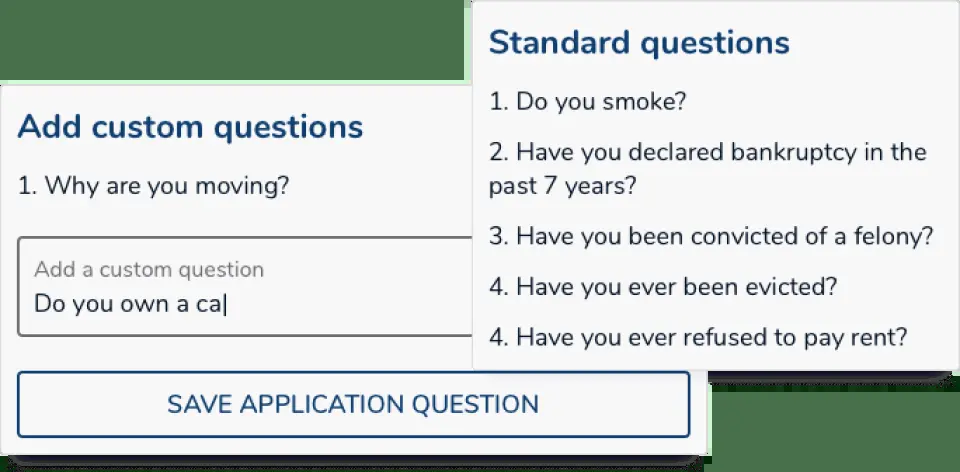 Add custom questions
1. Why are you moving?
Add a custom question
Do you own a ca
SAVE APPLICATION QUESTION
Standard questions
1. Do you smoke?
2. Have you declared bankruptcy in the
past 7 years?
3. Have you been convicted of a felony?
4. Have you ever been evicted?
4. Have you ever refused to pay rent?